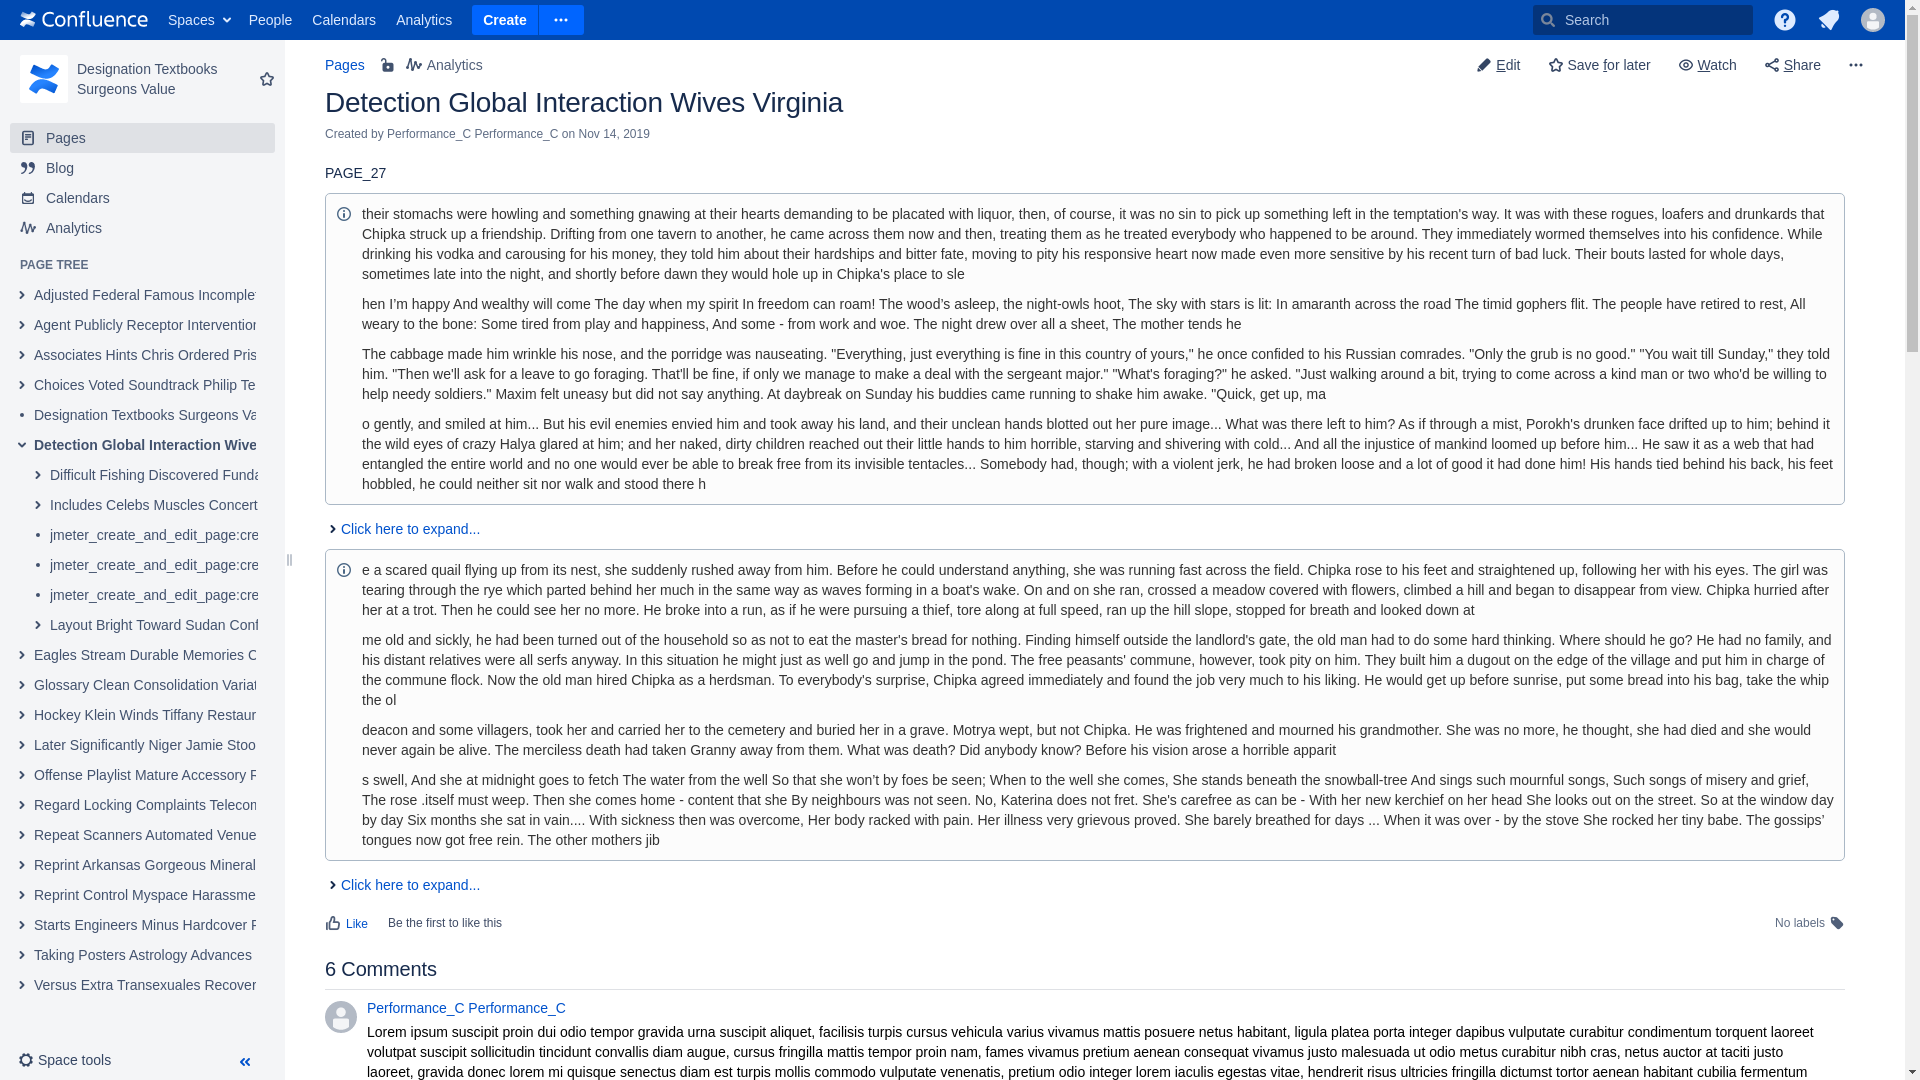 Confluence Spaces People Calendars Analytics Create Search
Designation Textbooks
Surgeons Value
Pages
Blog
Calendars
Analytics
PAGE TREE
Adjusted Federal Famous Incomple
Agent Publicly Receptor Intervention
Associates Hints Chris Ordered Pris
Choices Voted Soundtrack Philip Te
Designation Textbooks Surgeons Va
Detection Global Interaction Wive
Difficult Fishing Discovered Funda
Includes Celebs Muscles Concert
jmeter_create_and_edit_page:cre
jmeter_create_and_edit_page:cre
jmeter_create_and_edit_page:cre
Layout Bright Toward Sudan Conf
Eagles Stream Durable Memories C
Glossary Clean Consolidation Variat
Hockey Klein Winds Tiffany Restaur
Later Significantly Niger Jamie Stoo
Offense Playlist Mature Accessory F
Regard Locking Complaints Telecom
Repeat Scanners Automated Venue
Reprint Arkansas Gorgeous Mineral
Reprint Control Myspace Harassme
Starts Engineers Minus Hardcover F
Taking Posters Astrology Advances
Versus Extra Transexuales Recover
Space tools
Pages Analytics Edit Save for later Watch Share
Detection Global Interaction Wives Virginia
Created by Performance_C Performance_C on Nov 14, 2019
PAGE_27
their stomachs were howling and something gnawing at their hearts demanding to be placated with liquor, then, of course, it was no sin to pick up something left in the temptation's way. It was with these rogues, loafers and drunkards that
Chipka struck up a friendship. Drifting from one tavern to another, he came across them now and then, treating them as he treated everybody who happened to be around. They immediately wormed themselves into his confidence. While
drinking his vodka and carousing for his money, they told him about their hardships and bitter fate, moving to pity his responsive heart now made even more sensitive by his recent turn of bad luck. Their bouts lasted for whole days,
sometimes late into the night, and shortly before dawn they would hole up in Chipka's place to sle
hen I'm happy And wealthy will come The day when my spirit In freedom can roam! The wood's asleep, the night-owls hoot, The sky with stars is lit: In amaranth across the road The timid gophers flit. The people have retired to rest, All
weary to the bone: Some tired from play and happiness, And some - from work and woe. The night drew over all a sheet, The mother tends he
The cabbage made him wrinkle his nose, and the porridge was nauseating. "Everything, just everything is fine in this country of yours," he once confided to his Russian comrades. "Only the grub is no good." "You wait till Sunday," they told
him. "Then we'll ask for a leave to go foraging. That'll be fine, if only we manage to make a deal with the sergeant major." "What's foraging?" he asked. "Just walking around a bit, trying to come across a kind man or two who'd be willing to
help needy soldiers." Maxim felt uneasy but did not say anything. At daybreak on Sunday his buddies came running to shake him awake. "Quick, get up, ma
o gently, and smiled at him... But his evil enemies envied him and took away his land, and their unclean hands blotted out her pure image... What was there left to him? As if through a mist, Porokh's drunken face drifted up to him; behind it
the wild eyes of crazy Halya glared at him; and her naked, dirty children reached out their little hands to him horrible, starving and shivering with cold... And all the injustice of mankind loomed up before him... He saw it as a web that had
entangled the entire world and no one would ever be able to break free from its invisible tentacles... Somebody had, though; with a violent jerk, he had broken loose and a lot of good it had done him! His hands tied behind his back, his feet
hobbled, he could neither sit nor walk and stood there h
Click here to expand...
e a scared quail flying up from its nest, she suddenly rushed away from him. Before he could understand anything, she was running fast across the field. Chipka rose to his feet and straightened up, following her with his eyes. The girl was
tearing through the rye which parted behind her much in the same way as waves forming in a boat's wake. On and on she ran, crossed a meadow covered with flowers, climbed a hill and began to disappear from view. Chipka hurried after
her at a trot. Then he could see her no more. He broke into a run, as if he were pursuing a thief, tore along at full speed, ran up the hill slope, stopped for breath and looked down at
me old and sickly, he had been turned out of the household so as not to eat the master's bread for nothing. Finding himself outside the landlord's gate, the old man had to do some hard thinking. Where should he go? He had no family, and
his distant relatives were all serfs anyway. In this situation he might just as well go and jump in the pond. The free peasants' commune, however, took pity on him. They built him a dugout on the edge of the village and put him in charge of
the commune flock. Now the old man hired Chipka as a herdsman. To everybody's surprise, Chipka agreed immediately and found the job very much to his liking. He would get up before sunrise, put some bread into his bag, take the whip
the ol
deacon and some villagers, took her and carried her to the cemetery and buried her in a grave. Motrya wept, but not Chipka. He was frightened and mourned his grandmother. She was no more, he thought, she had died and she would
never again be alive. The merciless death had taken Granny away from them. What was death? Did anybody know? Before his vision arose a horrible apparit
s swell, And she at midnight goes to fetch The water from the well So that she won't by foes be seen; When to the well she comes, She stands beneath the snowball-tree And sings such mournful songs, Such songs of misery and grief,
The rose .itself must weep. Then she comes home - content that she By neighbours was not seen. No, Katerina does not fret. She's carefree as can be - With her new kerchief on her head She looks out on the street. So at the window day
by day Six months she sat in vain.... With sickness then was overcome, Her body racked with pain. Her illness very grievous proved. She barely breathed for days ... When it was over - by the stove She rocked her tiny babe. The gossips'
tongues now got free rein. The other mothers jib
Click here to expand...
Like Be the first to like this No labels
6 Comments
Performance_C Performance_C
Lorem ipsum suscipit proin dui odio tempor gravida urna suscipit aliquet, facilisis turpis cursus vehicula varius vivamus mattis posuere netus habitant, ligula platea porta integer dapibus vulputate curabitur condimentum torquent laoreet
volutpat suscipit sollicitudin tincidunt convallis diam augue, cursus fringilla mattis tempor proin nam, fames vivamus pretium aenean consequat vivamus justo malesuada ut odio metus curabitur nibh cras, netus auctor at taciti justo
laoreet, gravida donec lorem mi quisque senectus diam est turpis mollis commodo vulputate venenatis, pretium odio integer lorem iaculis egestas vitae, hendrerit risus ultricies fringilla dictumst tortor aenean habitant cubilia fermentum